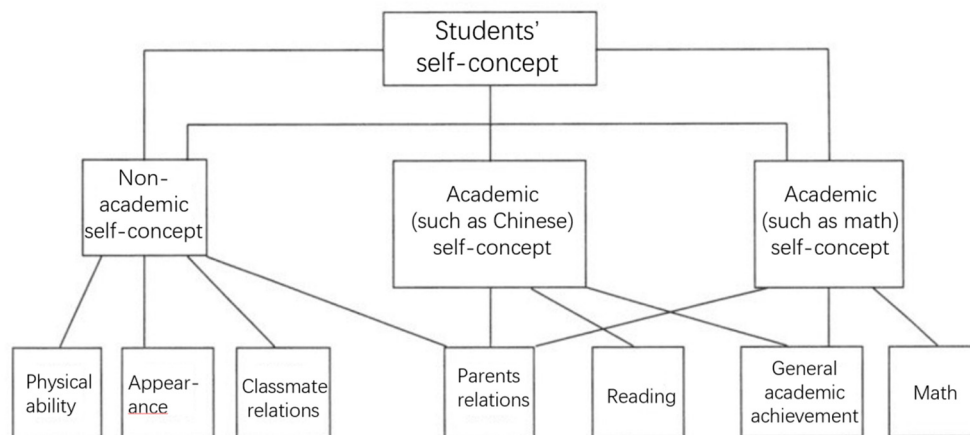 Students'
self-concept
Non-
academic
self-concept
Academic
(such as Chinese)
self-concept
Academic
(such as math)
self-concept
Physical
ability
Appear-
ance
Classmate
relations
Parents
relations
Reading
General
academic
achievement
Math